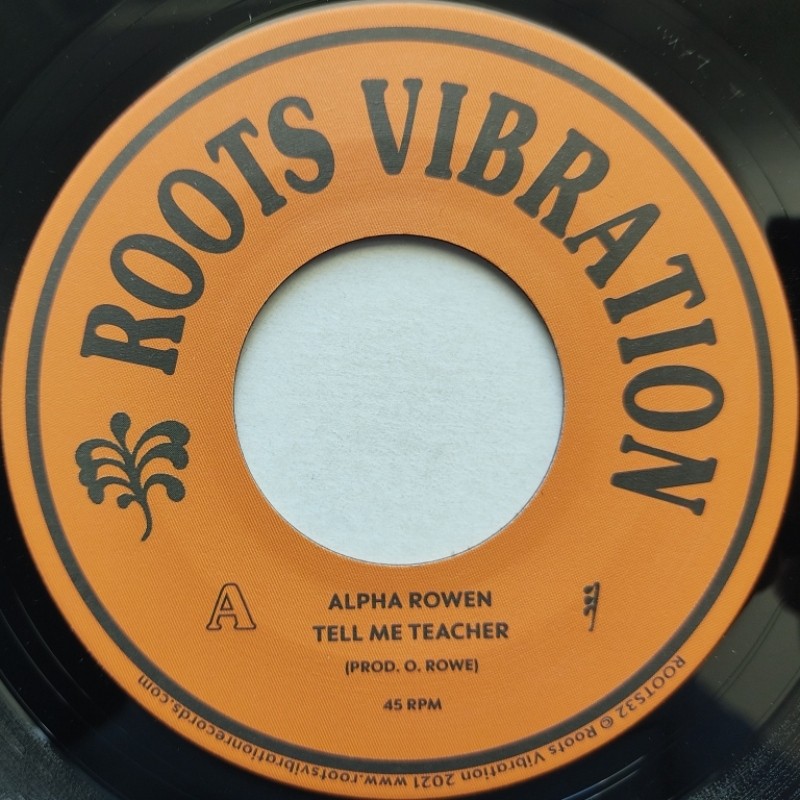 ROOTS VIBRATION
A
ALPHA ROWEN
TELL ME TEACHER
(PROD. O. ROWE)
45 RPM
ROOTS32 © Roots Vibration 2021 www.rootsvibrationrecords.com